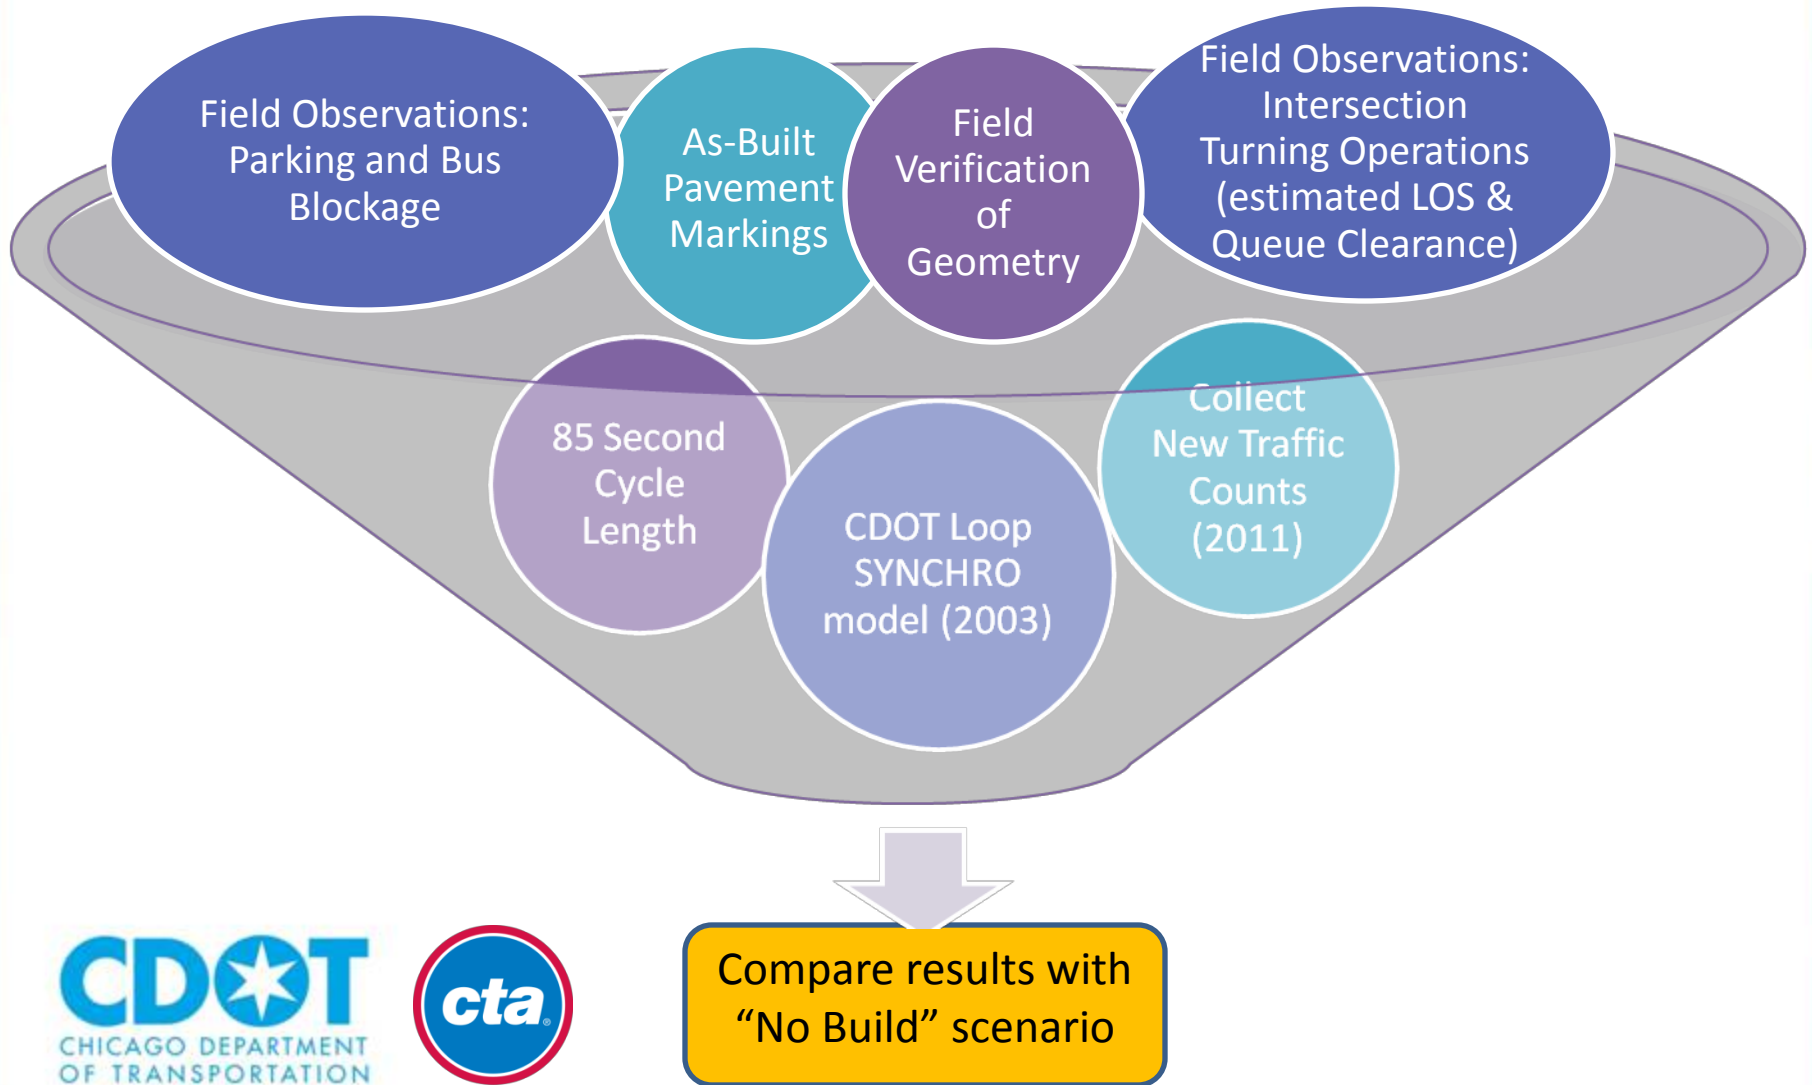 Field Observations:
Parking and Bus
Blockage
As-Built
Pavement
Markings
Field
Verification
of
Geometry
Field Observations:
Intersection
Turning Operations
(estimated LOS &
Queue Clearance)
85 Second
Cycle
Length
CDOT Loop
SYNCHRO
model (2003)
Collect
New Traffic
Counts
(2011)
Compare results with
“No Build” scenario
CDOT
CHICAGO DEPARTMENT
OF TRANSPORTATION
cta